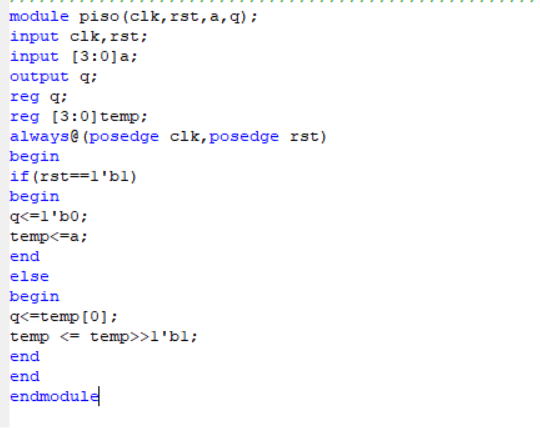 module piso(clk,rst,a,q);
input clk,rst;
input [3:0]a;
output q;
reg q;
reg [3:0]temp;
always@(posedge clk,posedge rst)
begin
if(rst==1'b1)
begin
q<=1'b0;
temp<=a;
end
else
begin
q<=temp[0];
temp <= temp>>1'b1;
end
end
endmodule